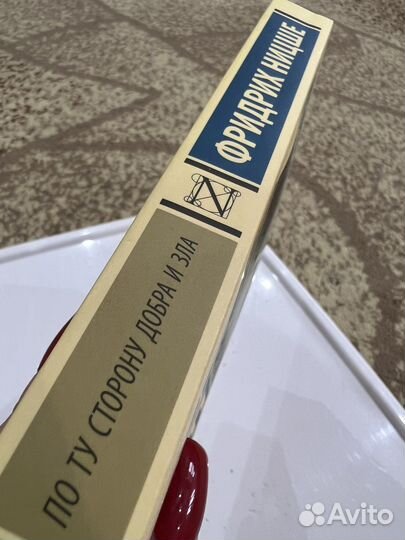 ФРИДРИХ НИЦШЕ
ПО ТУ СТОРОНУ ДОБРА И ЗЛА
Avito